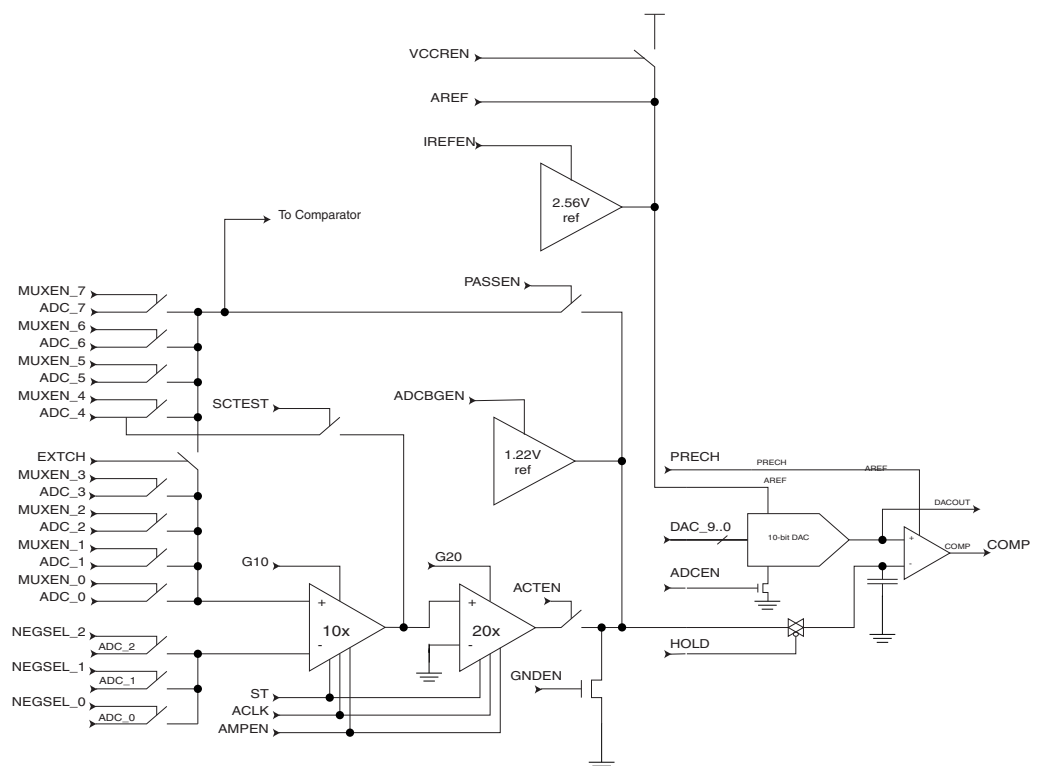 VCCREN
AREF
IREFEN
2.56V
ref
To Comparator
PASSEN
MUXEN_7
ADC_7
MUXEN_6
ADC_6
MUXEN_5
ADC_5
MUXEN_4
ADC_4
SCTEST
ADCBGEN
1.22V
ref
EXTCH
MUXEN_3
ADC_3
MUXEN_2
ADC_2
MUXEN_1
ADC_1
MUXEN_0
ADC_0
PRECH
PRECH
AREF
AREF
DACOUT
DAC_9..0
10-bit DAC
+
-
COMP
COMP
ADCEN
G10
G20
ACTEN
+
10x
-
+
20x
-
NEGSEL_2
ADC_2
NEGSEL_1
ADC_1
NEGSEL_0
ADC_0
HOLD
GNDEN
ST
ACLK
AMPEN